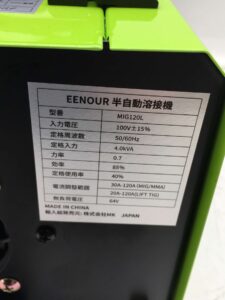 EENOUR 半自動溶接機
型番 MIG120L
入力電圧 100V±15%
定格周波数 50/60Hz
定格入力 4.0kVA
力率 0.7
効率 85%
定格使用率 40%
電流調整範囲 30A-120A (MIG/MMA)
20A-120A(LIFT TIG)
無負荷電圧 64V
MADE IN CHINA
輸入総販売元: 株式会社MK JAPAN